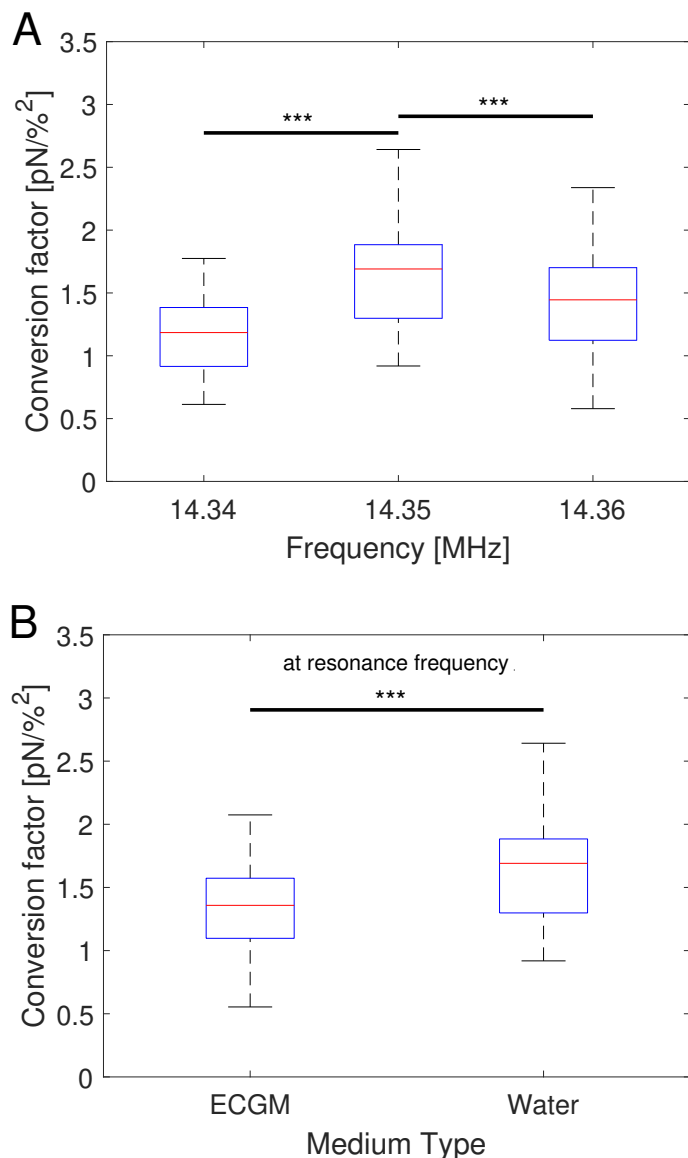 A
3.5
3
2.5
2
1.5
1
0.5
0
Conversion factor [pN/%^2]
***
***
14.34 14.35 14.36
Frequency [MHz]
B
3.5
3
2.5
2
1.5
1
0.5
0
Conversion factor [pN/%^2]
at resonance frequency .
***
ECGM Water
Medium Type